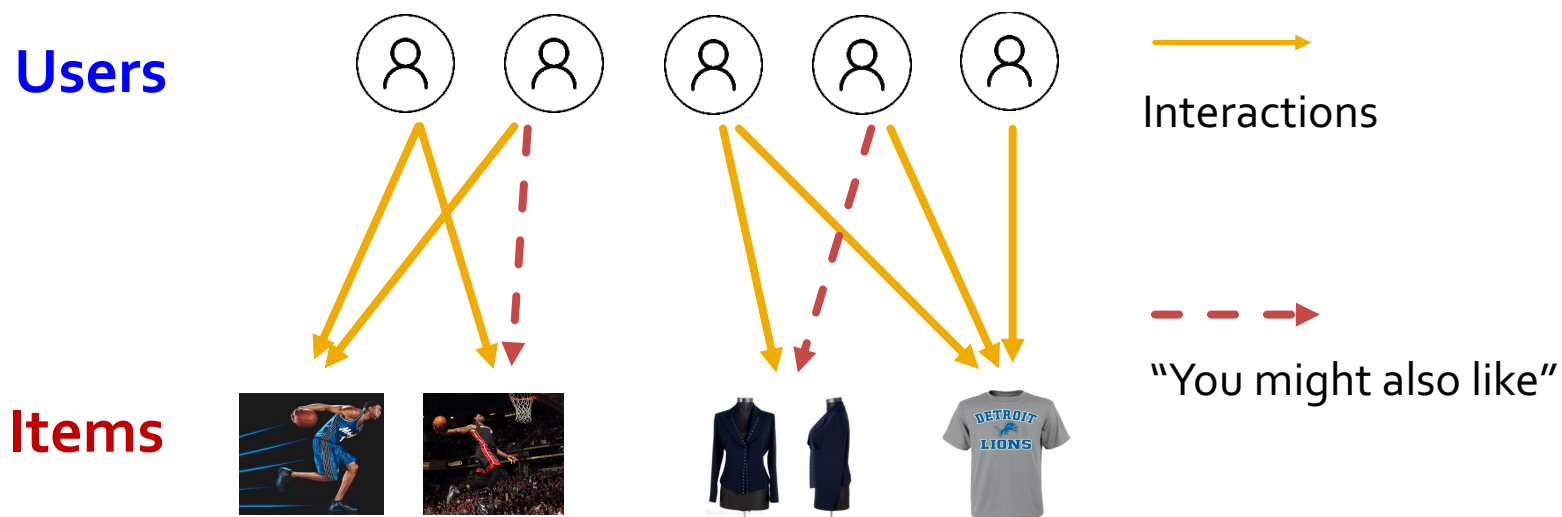 Users
Interactions
“You might also like”
Items
DETROIT
LIONS